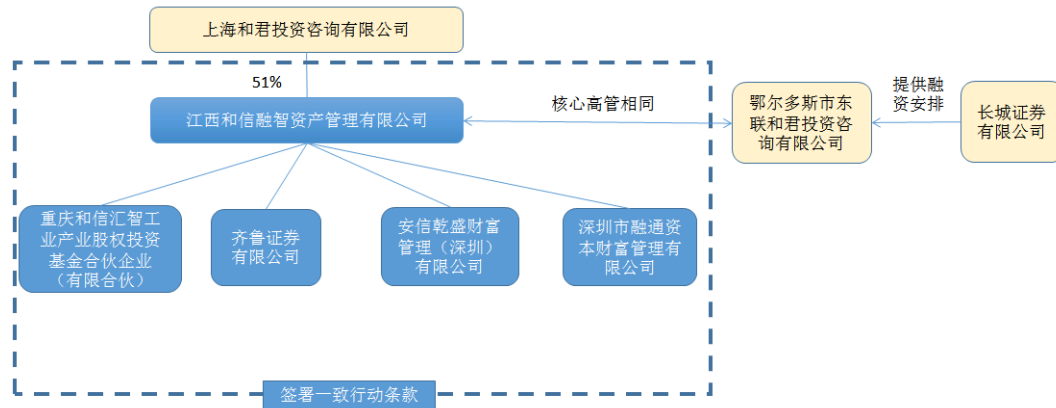 上海和君投资咨询有限公司
51%
江西和信融智资产管理有限公司
核心高管相同
鄂尔多斯市东
联和君投资咨
询有限公司
提供融
资安排
长城证券
有限公司
重庆和信汇智工
业产业股权投资
基金合伙企业
（有限合伙）
齐鲁证券
有限公司
安信乾盛财富
管理（深圳）
有限公司
深圳市融通资
本财富管理有
限公司
签署一致行动条款